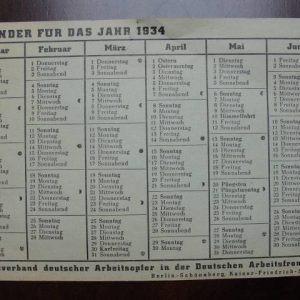 NDER FÜR DAS JAHR 1934
uar
Februar
März
April
Mai
Jun
1 Donnerstag
2 Freitag
3 Sonnabend
4 Sonntag
5 Montag
6 Dienstag
7 Mittwoch
8 Donnerstag
9 Freitag
10 Sonnabend
11 Sonntag
12 Montag
13 Dienstag
14 Mittwoch
15 Donnerstag
16 Freitag
17 Sonnabend
18 Sonntag
19 Montag
20 Dienstag
21 Mittwoch
22 Donnerstag
23 Freitag
24 Sonnabend
25 Sonntag
26 Montag
27 Dienstag
28 Mittwoch
1 Donnerstag
2 Freitag
3 Sonnabend
4 Sonntag
5 Montag
6 Dienstag
7 Mittwoch
8 Donnerstag
9 Freitag
10 Sonnabend
11 Sonntag
12 Montag
13 Dienstag
14 Mittwoch
15 Donnerstag
16 Freitag
17 Sonnabend
18 Sonntag
19 Montag
20 Dienstag
21 Mittwoch
22 Donnerstag
23 Freitag
24 Sonnabend
25 Sonntag
26 Montag
27 Dienstag
28 Mittwoch
29 Donnerstag
30 Karfreitag
31 Sonnabend
1 Ostern
2 Ostermontag
3 Dienstag
4 Mittwoch
5 Donnerstag
6 Freitag
7 Sonnabend
8 Sonntag
9 Montag
10 Dienstag
11 Mittwoch
12 Donnerstag
13 Freitag
14 Sonnabend
15 Sonntag
16 Montag
17 Dienstag
18 Mittwoch
19 Donnerstag
20 Freitag
21 Sonnabend
22 Sonntag
23 Montag
24 Dienstag
25 Mittwoch
26 Donnerstag
27 Freitag
28 Sonnabend
29 Sonntag
30 Montag
1 Dienstag
2 Mittwoch
3 Donnerstag
4 Freitag
5 Sonnabend
6 Sonntag
7 Montag
8 Dienstag
9 Mittwoch
10 Himmelfahrt
11 Freitag
12 Sonnabend
13 Sonntag
14 Montag
15 Dienstag
16 Mittwoch
17 Donnerstag
18 Freitag
19 Sonnabend
20 Pfingsten
21 Pfingstmontag
22 Dienstag
23 Mittwoch
24 Donnerstag
25 Freitag
26 Sonnabend
27 Sonntag
28 Montag
29 Dienstag
30 Mittwoch
31 Donnerstag
verband deutscher Arbeitsopfer in der Deutschen Arbeitsfron
Berlin-Schöneberg, Kaiser-Friedrich-